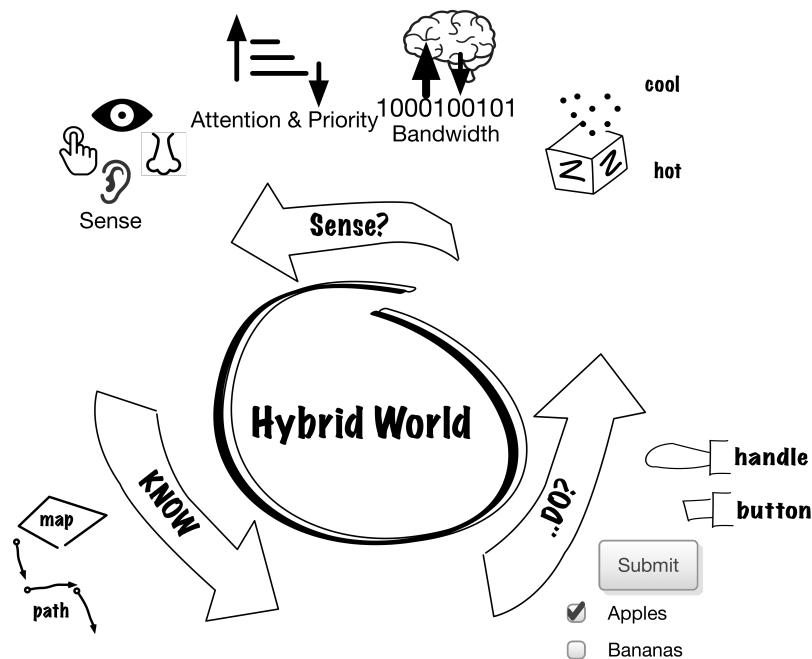 Attention & Priority
1000100101
Bandwidth
cool
hot
Sense
Z Z
Sense?
Hybrid World
KNOW
..DO?
map
path
handle
button
Submit
Apples
Bananas